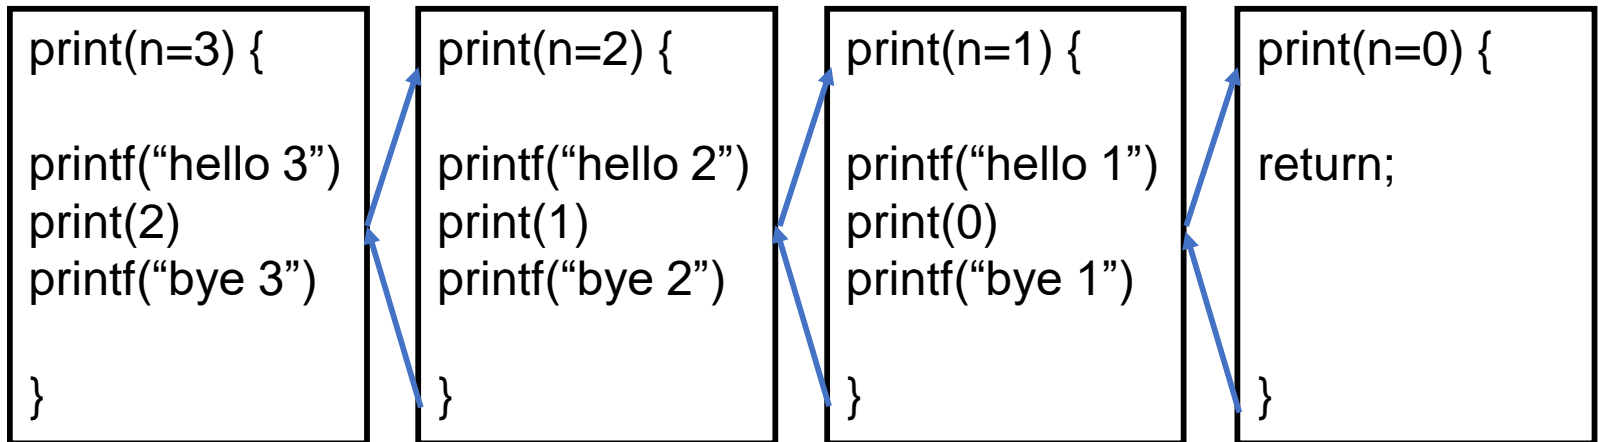 print(n=3) {
printf(“hello 3”)
print(2)
printf(“bye 3”)
}
print(n=2) {
printf(“hello 2”)
print(1)
printf(“bye 2”)
}
print(n=1) {
printf(“hello 1”)
print(0)
printf(“bye 1”)
}
print(n=0) {
return;
}